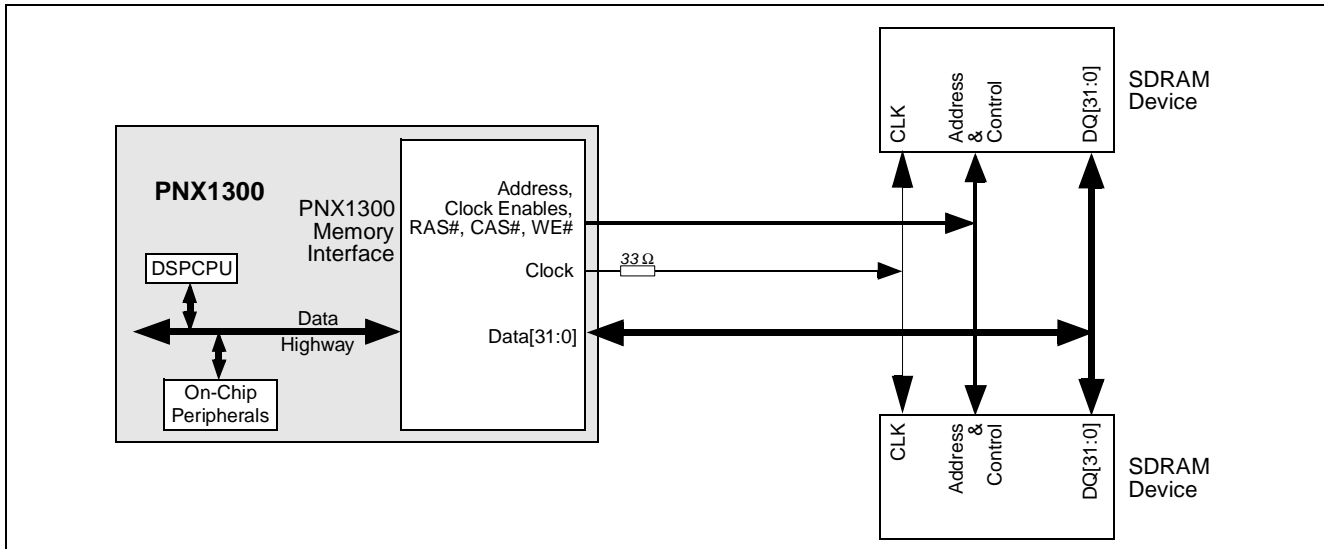 PNX1300
PNX1300
Memory
Interface
DSPCPU
Data
Highway
On-Chip
Peripherals
Address,
Clock Enables,
RAS#, CAS#, WE#
Clock
Data[31:0]
33 Ω
CLK
Address
& 
Control
DQ[31:0]
SDRAM
Device
CLK
Address
&
Control
DQ[31:0]
SDRAM
Device